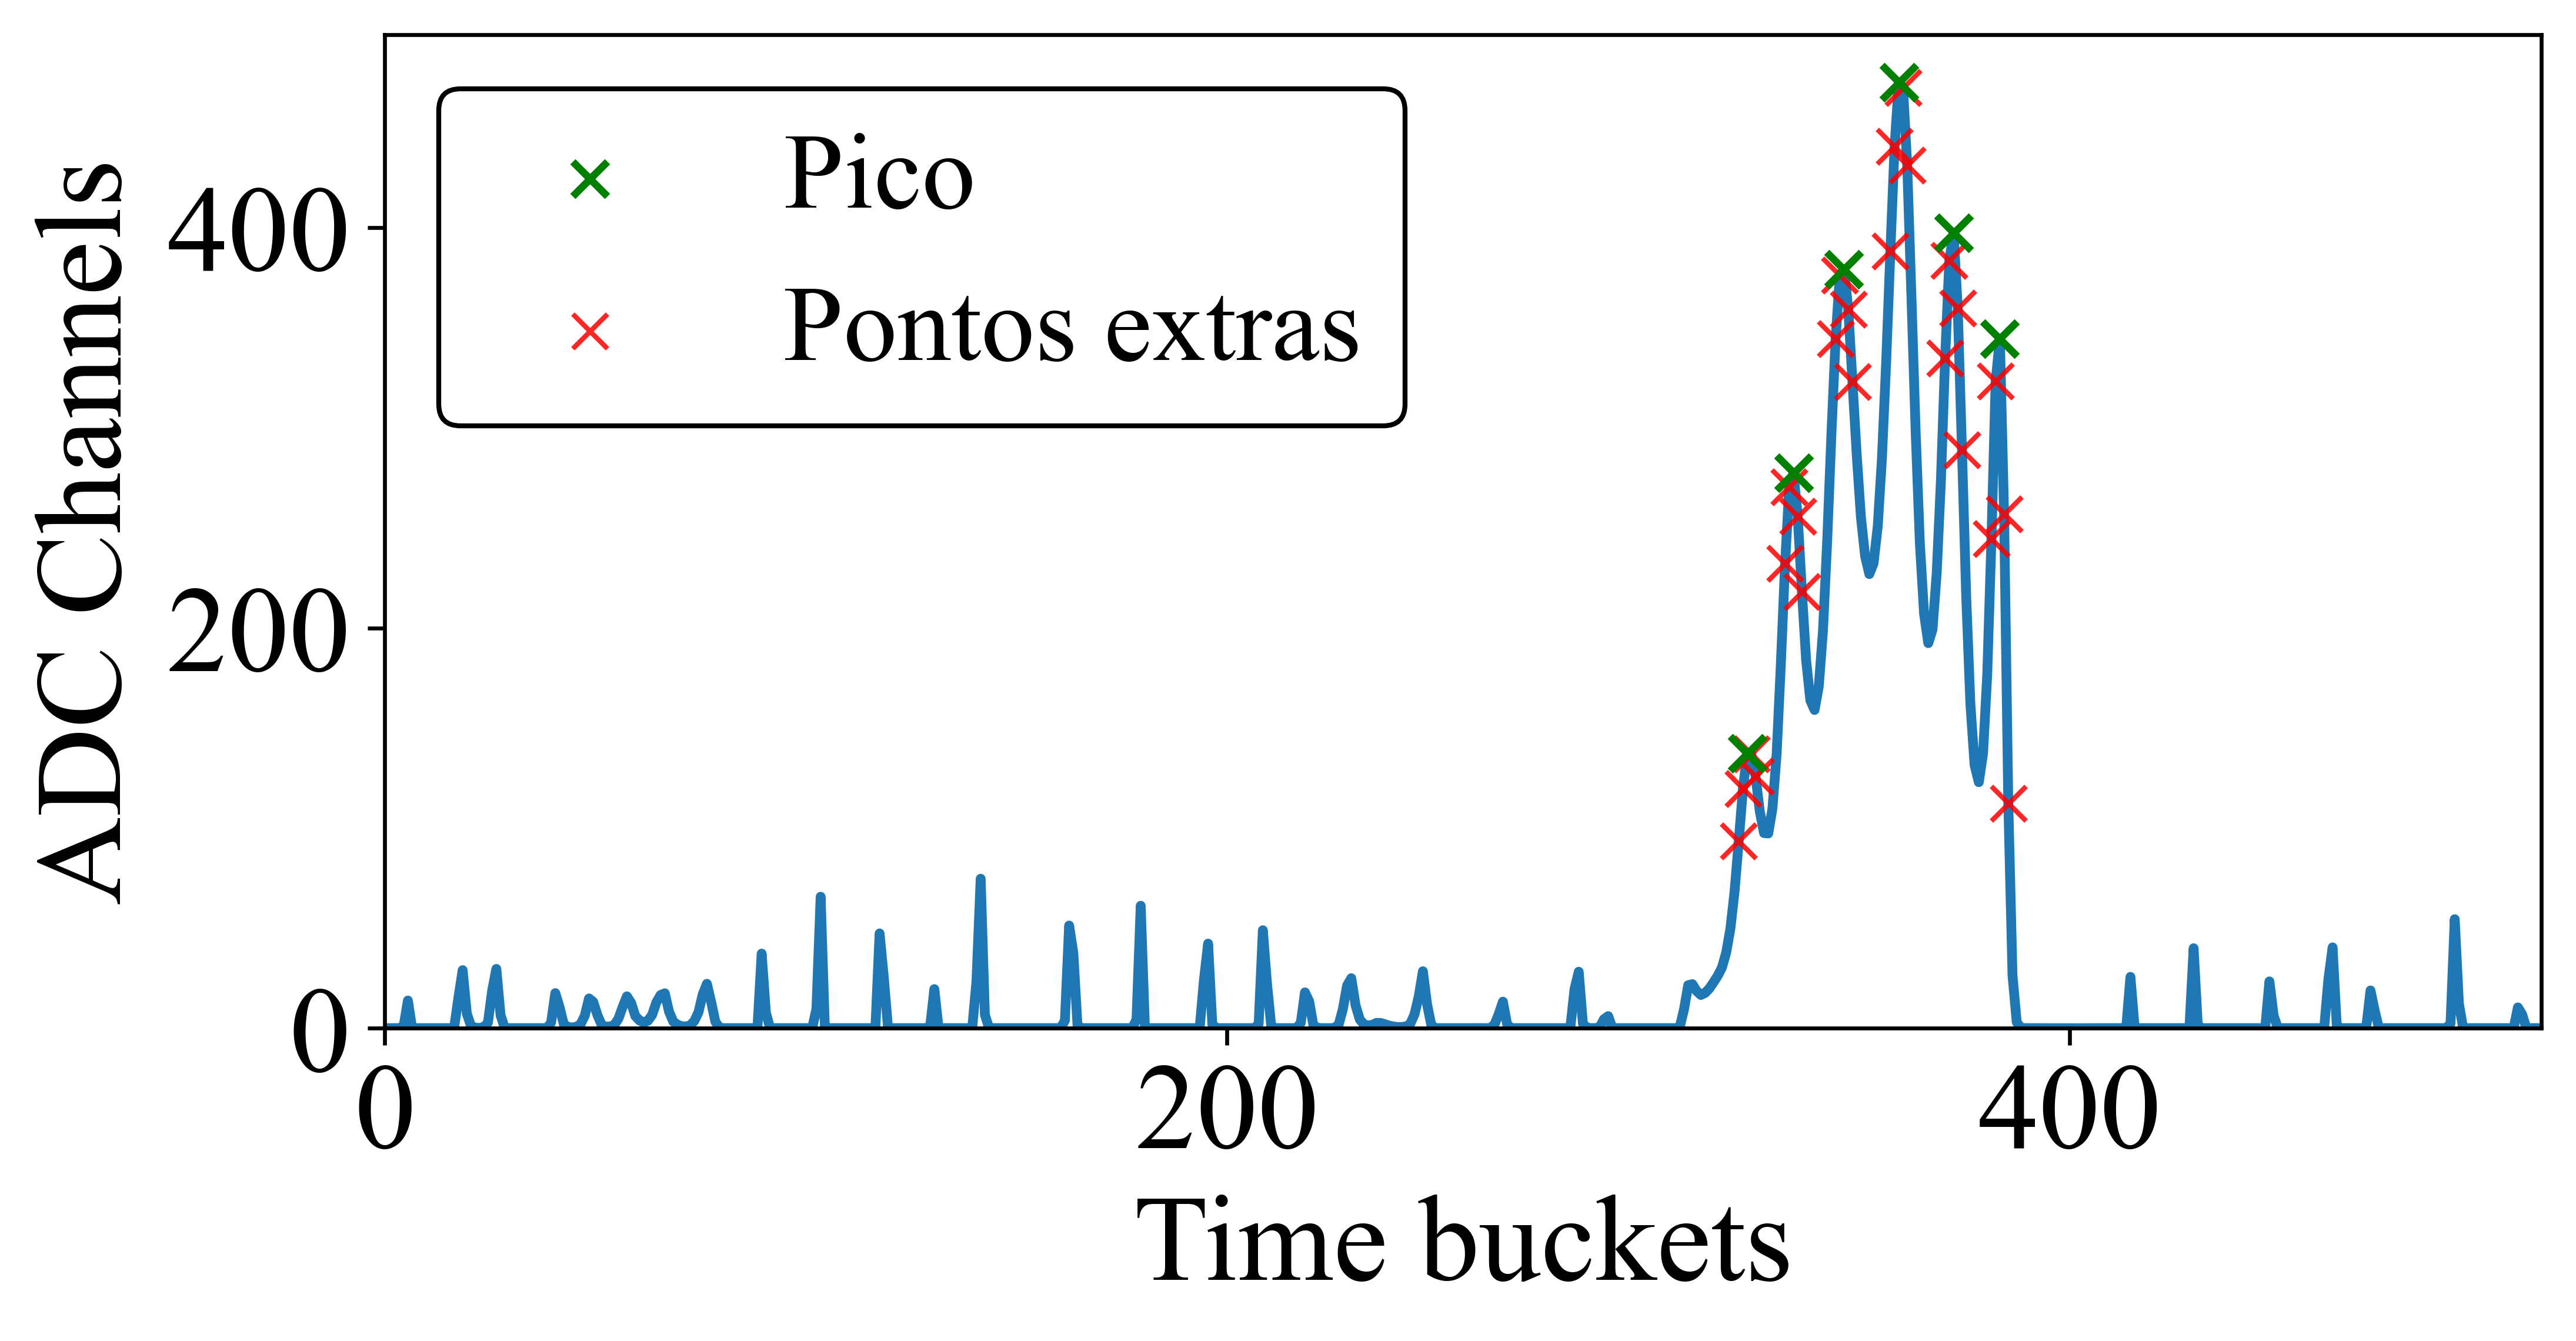 Pico
Pontos extras
ADC Channels
400
200
0
0 200 400
Time buckets